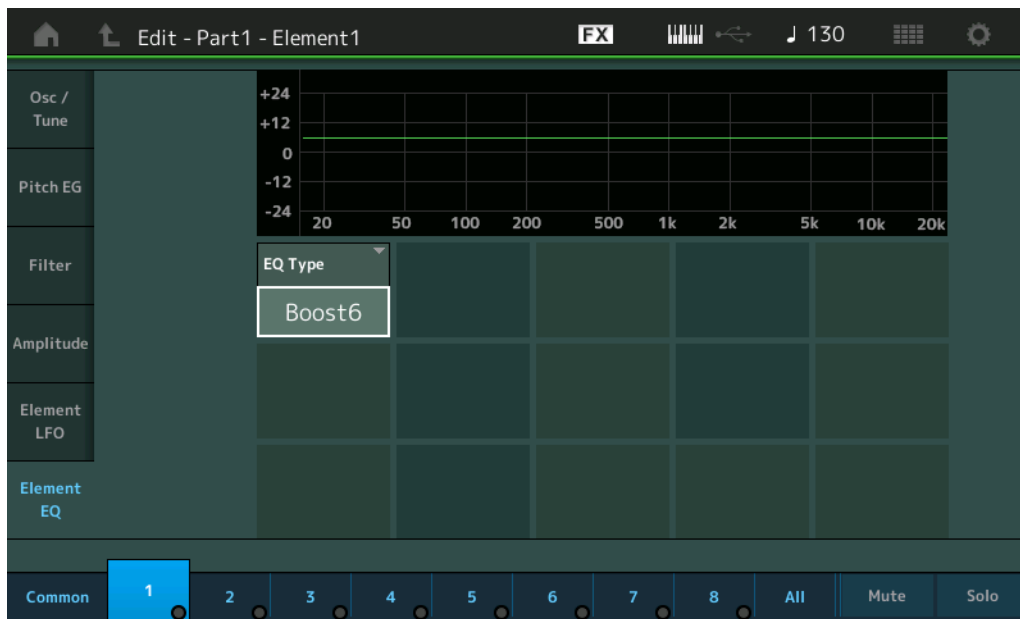 Edit - Part1 - Element1 FX ♩ 130
Osc /
Tune
Pitch EG
Filter
Amplitude
Element
LFO
Element
EQ
+24
+12
0
-12
-24
20 50 100 200 500 1k 2k 5k 10k 20k
EQ Type
Boost6
Common 1 2 3 4 5 6 7 8 All Mute Solo